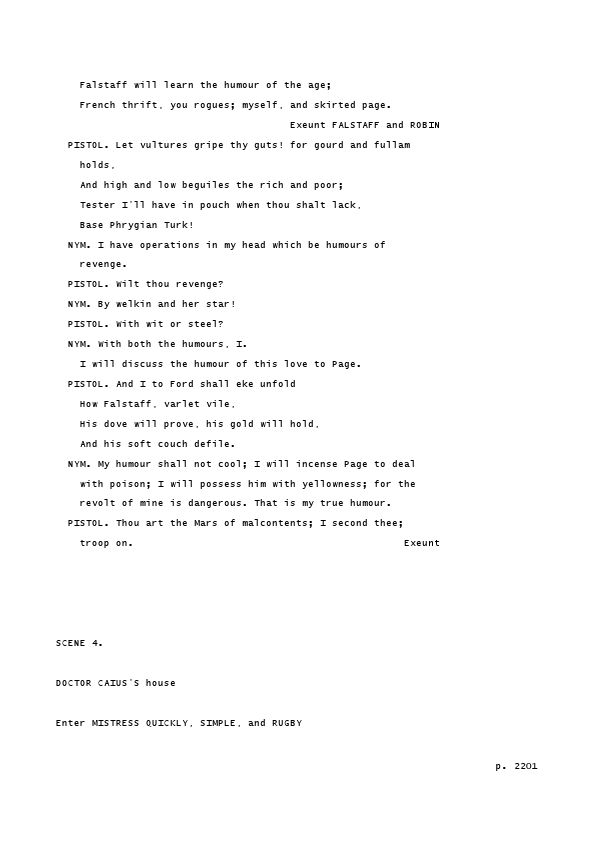 Falstaff will learn the humour of the age;
French thrift, you rogues; myself, and skirted page.
Exeunt FALSTAFF and ROBIN
PISTOL. Let vultures gripe thy guts! for gourd and fullam
holds,
And high and low beguiles the rich and poor;
Tester I'll have in pouch when thou shalt lack,
Base Phrygian Turk!
NYM. I have operations in my head which be humours of
revenge.
PISTOL. Wilt thou revenge?
NYM. By welkin and her star!
PISTOL. With wit or steel?
NYM. With both the humours, I.
I will discuss the humour of this love to Page.
PISTOL. And I to Ford shall eke unfold
How Falstaff, varlet vile,
His dove will prove, his gold will hold,
And his soft couch defile.
NYM. My humour shall not cool; I will incense Page to deal
with poison; I will possess him with yellowness; for the
revolt of mine is dangerous. That is my true humour.
PISTOL. Thou art the Mars of malcontents; I second thee;
troop on. Exeunt
SCENE 4.
DOCTOR CAIUS'S house
Enter MISTRESS QUICKLY, SIMPLE, and RUGBY
p. 2201